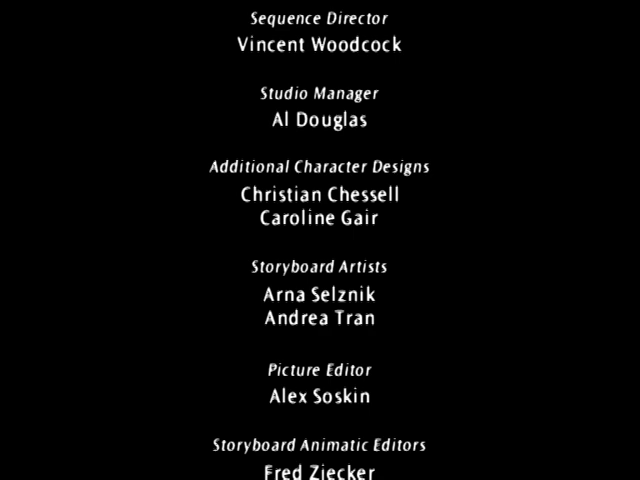 Sequence Director
Vincent Woodcock
Studio Manager
Al Douglas
Additional Character Designs
Christian Chessell
Caroline Gair
Storyboard Artists
Arna Selznik
Andrea Tran
Picture Editor
Alex Soskin
Storyboard Animatic Editors
Fred Ziecker